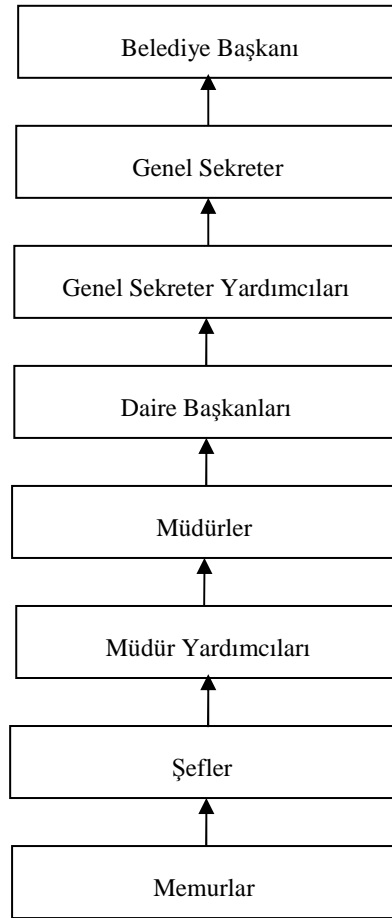 Belediye Başkanı
Genel Sekreter
Genel Sekreter Yardımcıları
Daire Başkanları
Müdürler
Müdür Yardımcıları
Şefler
Memurlar